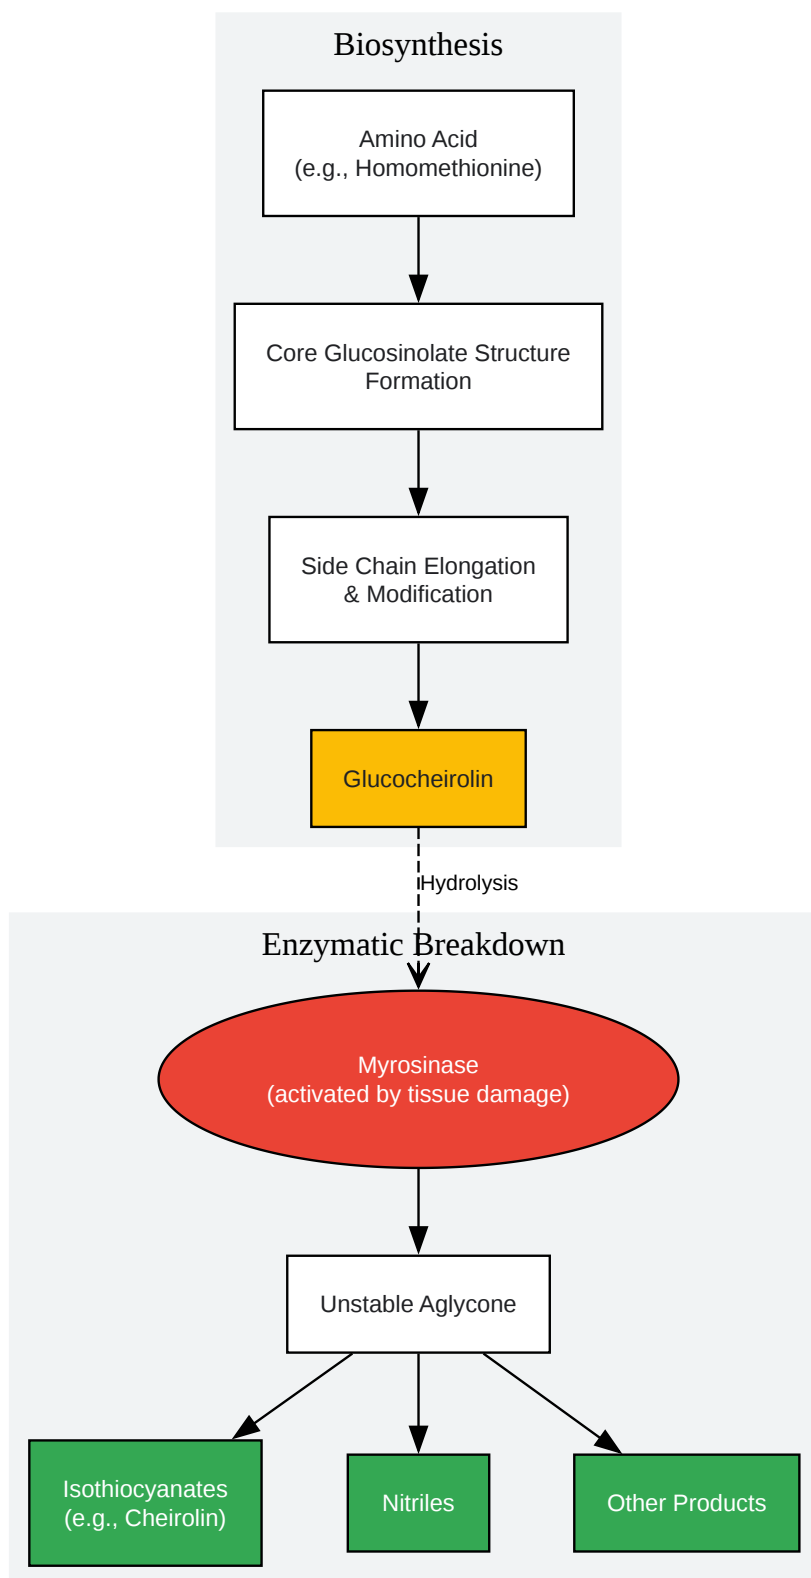 Biosynthesis
Amino Acid
(e.g., Homomethionine)
Core Glucosinolate Structure
Formation
Side Chain Elongation
& Modification
Glucocheirolin
Hydrolysis
Enzymatic Breakdown
Myrosinase
(activated by tissue damage)
Unstable Aglycone
Isothiocyanates
(e.g., Cheirolin)
Nitriles
Other Products